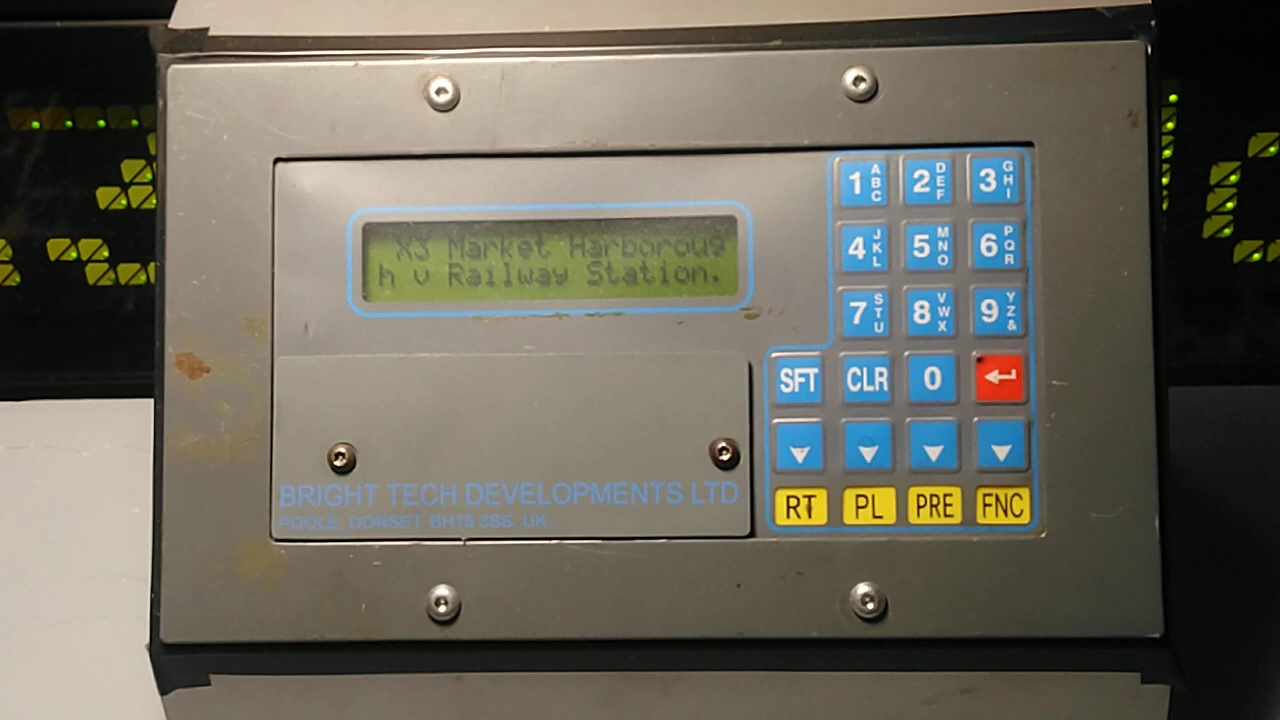 X3 Market Harboroug
h v Railway Station.
1 ABC 2 DEF 3 GHI
4 JKL 5 MNO 6 PQR
7 STU 8 VWX 9 YZ&
SFT CLR 0
RT PL PRE FNC
BRIGHT TECH DEVELOPMENTS LTD
POOLE, DORSET BH15 3SS UK